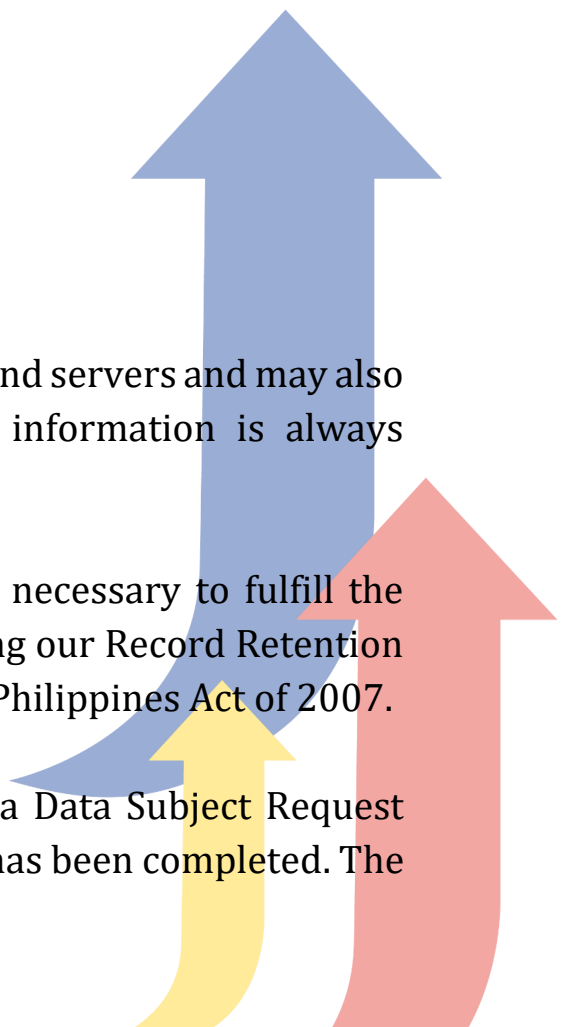 nd servers and may also
information is always
necessary to fulfill the
ng our Record Retention
Philippines Act of 2007.
a Data Subject Request
has been completed. The